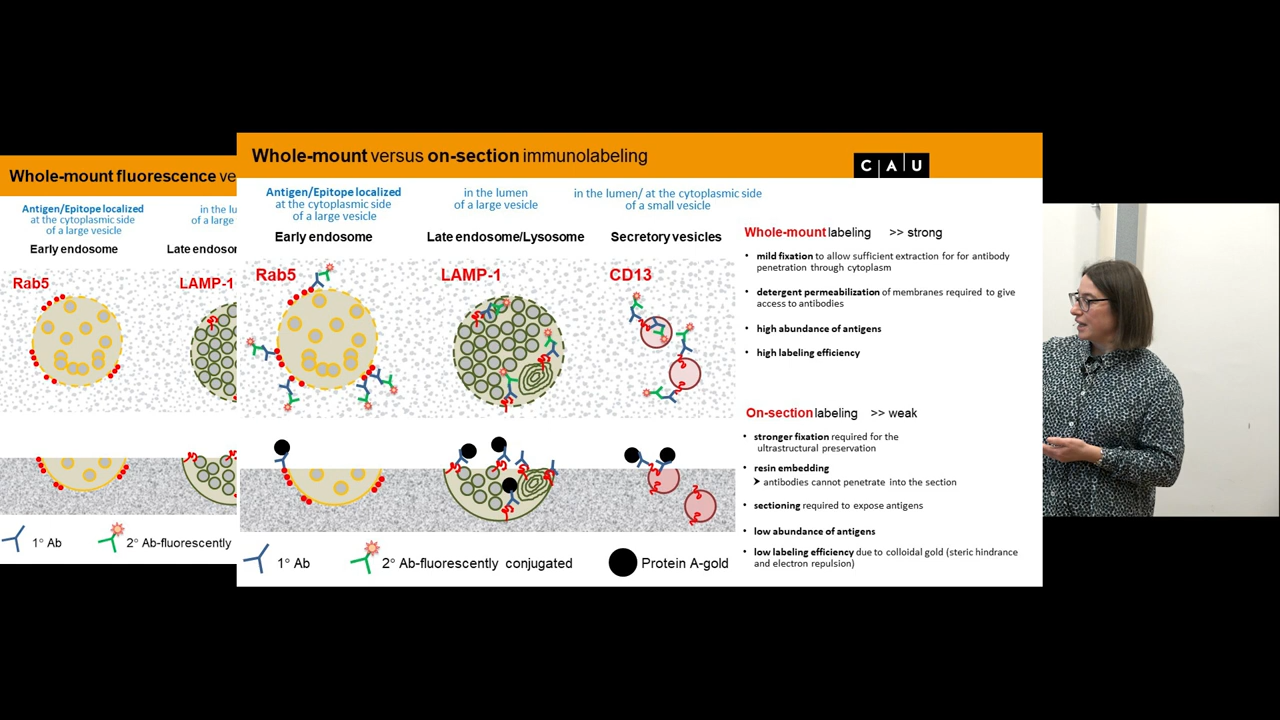 Whole-mount fluorescence ve
Antigen/Epitope localized
at the cytoplasmic side
of a large vesicle
in the lu
of a large
Early endosome
Late endosor
Rab5
LAMP-1
1° Ab
2° Ab-fluorescently
Whole-mount versus on-section immunolabeling
C A U
Antigen/Epitope localized
at the cytoplasmic side
of a large vesicle
in the lumen
of a large vesicle
in the lumen/ at the cytoplasmic side
of a small vesicle
Early endosome
Late endosome/Lysosome
Secretory vesicles
Rab5
LAMP-1
CD13
1° Ab
2° Ab-fluorescently conjugated
Protein A-gold
Whole-mount labeling >> strong
• mild fixation to allow sufficient extraction for for antibody
penetration through cytoplasm
• detergent permeabilization of membranes required to give
access to antibodies
• high abundance of antigens
• high labeling efficiency
On-section labeling >> weak
• stronger fixation required for the
ultrastructural preservation
• resin embedding
➤ antibodies cannot penetrate into the section
• sectioning required to expose antigens
• low abundance of antigens
• low labeling efficiency due to colloidal gold (steric hindrance
and electron repulsion)